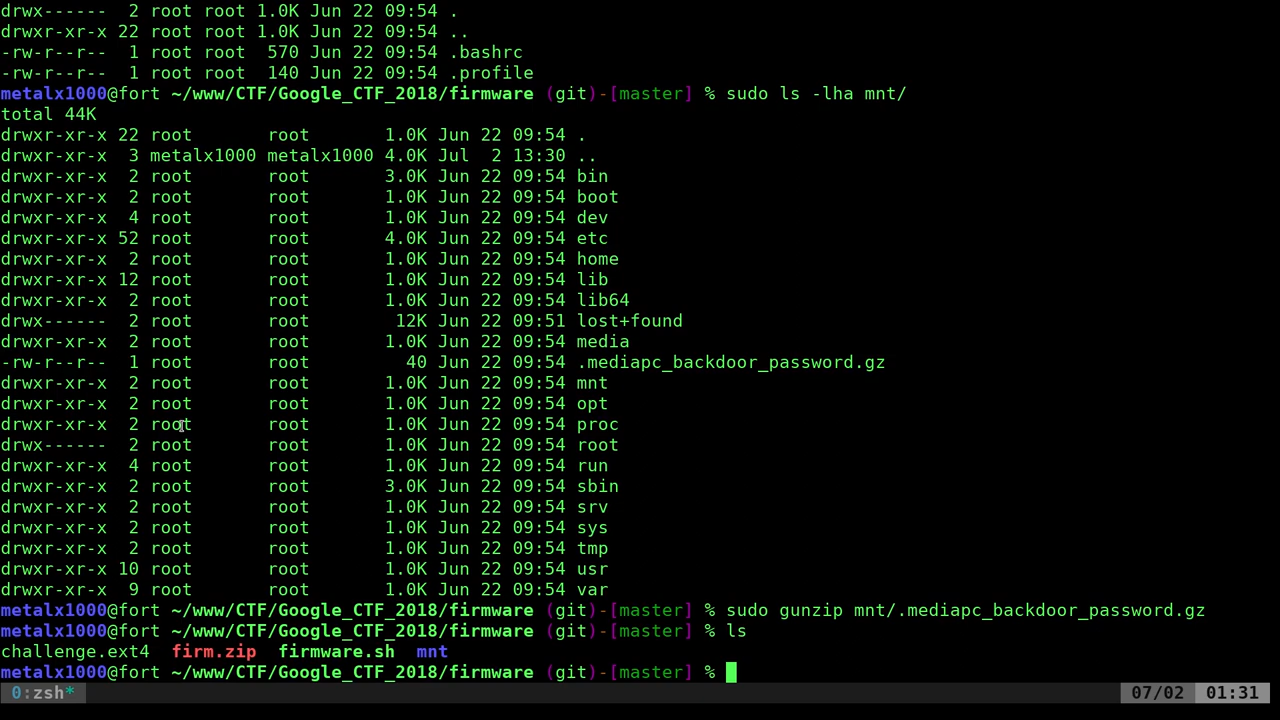 drwx------  2 root root 1.0K Jun 22 09:54 .
drwxr-xr-x 22 root root 1.0K Jun 22 09:54 ..
-rw-r--r--  1 root root  570 Jun 22 09:54 .bashrc
-rw-r--r--  1 root root  140 Jun 22 09:54 .profile
metalx1000@fort ~/www/CTF/Google_CTF_2018/firmware (git)-[master] % sudo ls -lha mnt/
total 44K
drwxr-xr-x 22 root       root       1.0K Jun 22 09:54 .
drwxr-xr-x  3 metalx1000 metalx1000 4.0K Jul  2 13:30 ..
drwxr-xr-x  2 root       root       3.0K Jun 22 09:54 bin
drwxr-xr-x  2 root       root       1.0K Jun 22 09:54 boot
drwxr-xr-x  4 root       root       1.0K Jun 22 09:54 dev
drwxr-xr-x 52 root       root       4.0K Jun 22 09:54 etc
drwxr-xr-x  2 root       root       1.0K Jun 22 09:54 home
drwxr-xr-x 12 root       root       1.0K Jun 22 09:54 lib
drwxr-xr-x  2 root       root       1.0K Jun 22 09:54 lib64
drwx------  2 root       root        12K Jun 22 09:51 lost+found
drwxr-xr-x  2 root       root       1.0K Jun 22 09:54 media
-rw-r--r--  1 root       root         40 Jun 22 09:54 .mediapc_backdoor_password.gz
drwxr-xr-x  2 root       root       1.0K Jun 22 09:54 mnt
drwxr-xr-x  2 root       root       1.0K Jun 22 09:54 opt
drwxr-xr-x  2 root       root       1.0K Jun 22 09:54 proc
drwx------  2 root       root       1.0K Jun 22 09:54 root
drwxr-xr-x  4 root       root       1.0K Jun 22 09:54 run
drwxr-xr-x  2 root       root       3.0K Jun 22 09:54 sbin
drwxr-xr-x  2 root       root       1.0K Jun 22 09:54 srv
drwxr-xr-x  2 root       root       1.0K Jun 22 09:54 sys
drwxr-xr-x  2 root       root       1.0K Jun 22 09:54 tmp
drwxr-xr-x 10 root       root       1.0K Jun 22 09:54 usr
drwxr-xr-x  9 root       root       1.0K Jun 22 09:54 var
metalx1000@fort ~/www/CTF/Google_CTF_2018/firmware (git)-[master] % sudo gunzip mnt/.mediapc_backdoor_password.gz
metalx1000@fort ~/www/CTF/Google_CTF_2018/firmware (git)-[master] % ls
challenge.ext4  firm.zip  firmware.sh  mnt
metalx1000@fort ~/www/CTF/Google_CTF_2018/firmware (git)-[master] %
0:zsh* 07/02 01:31